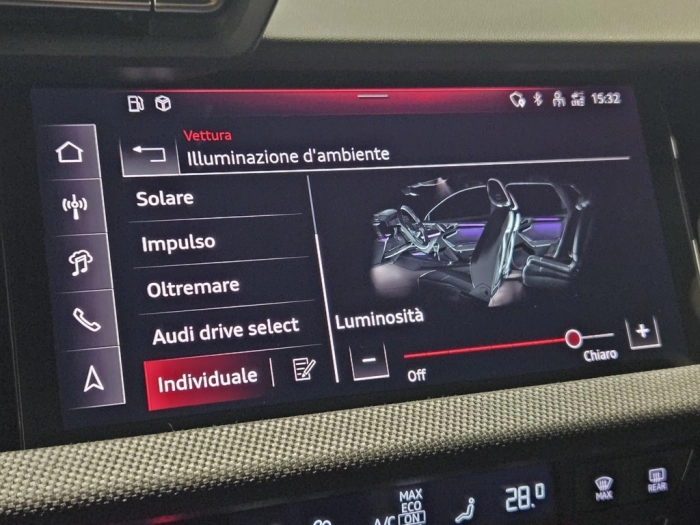 15:32
Vettura
Illuminazione d'ambiente
Solare
Impulso
Oltremare
Audi drive select
Individuale
Luminosità
Off
Chiaro
MAX
ECO
ON
A/C
28.0
MAX
REAR